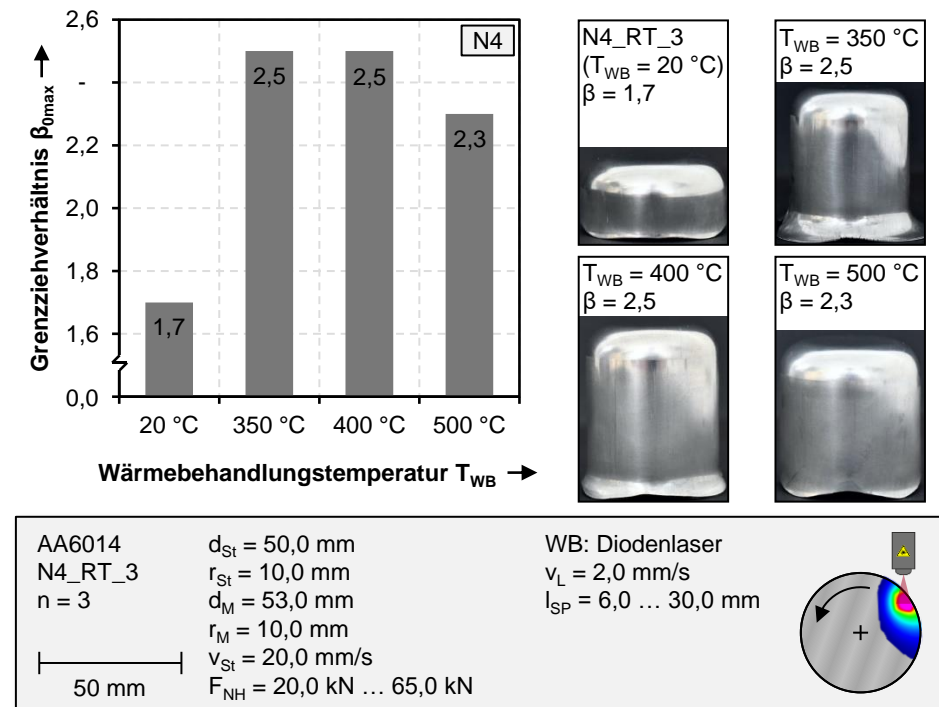 2,6
-
2,2
2,0
1,8
1,6
0,0
Grenzziehverhältnis β0max
N4
1,7
2,5
2,5
2,3
20 °C 350 °C 400 °C 500 °C
Wärmebehandlungstemperatur TWB
N4_RT_3
(TWB = 20 °C)
β = 1,7
TWB = 350 °C
β = 2,5
TWB = 400 °C
β = 2,5
TWB = 500 °C
β = 2,3
AA6014
N4_RT_3
n = 3
50 mm
dSt = 50,0 mm
rSt = 10,0 mm
dM = 53,0 mm
rM = 10,0 mm
vSt = 20,0 mm/s
FNH = 20,0 kN … 65,0 kN
WB: Diodenlaser
vL = 2,0 mm/s
lSP = 6,0 … 30,0 mm